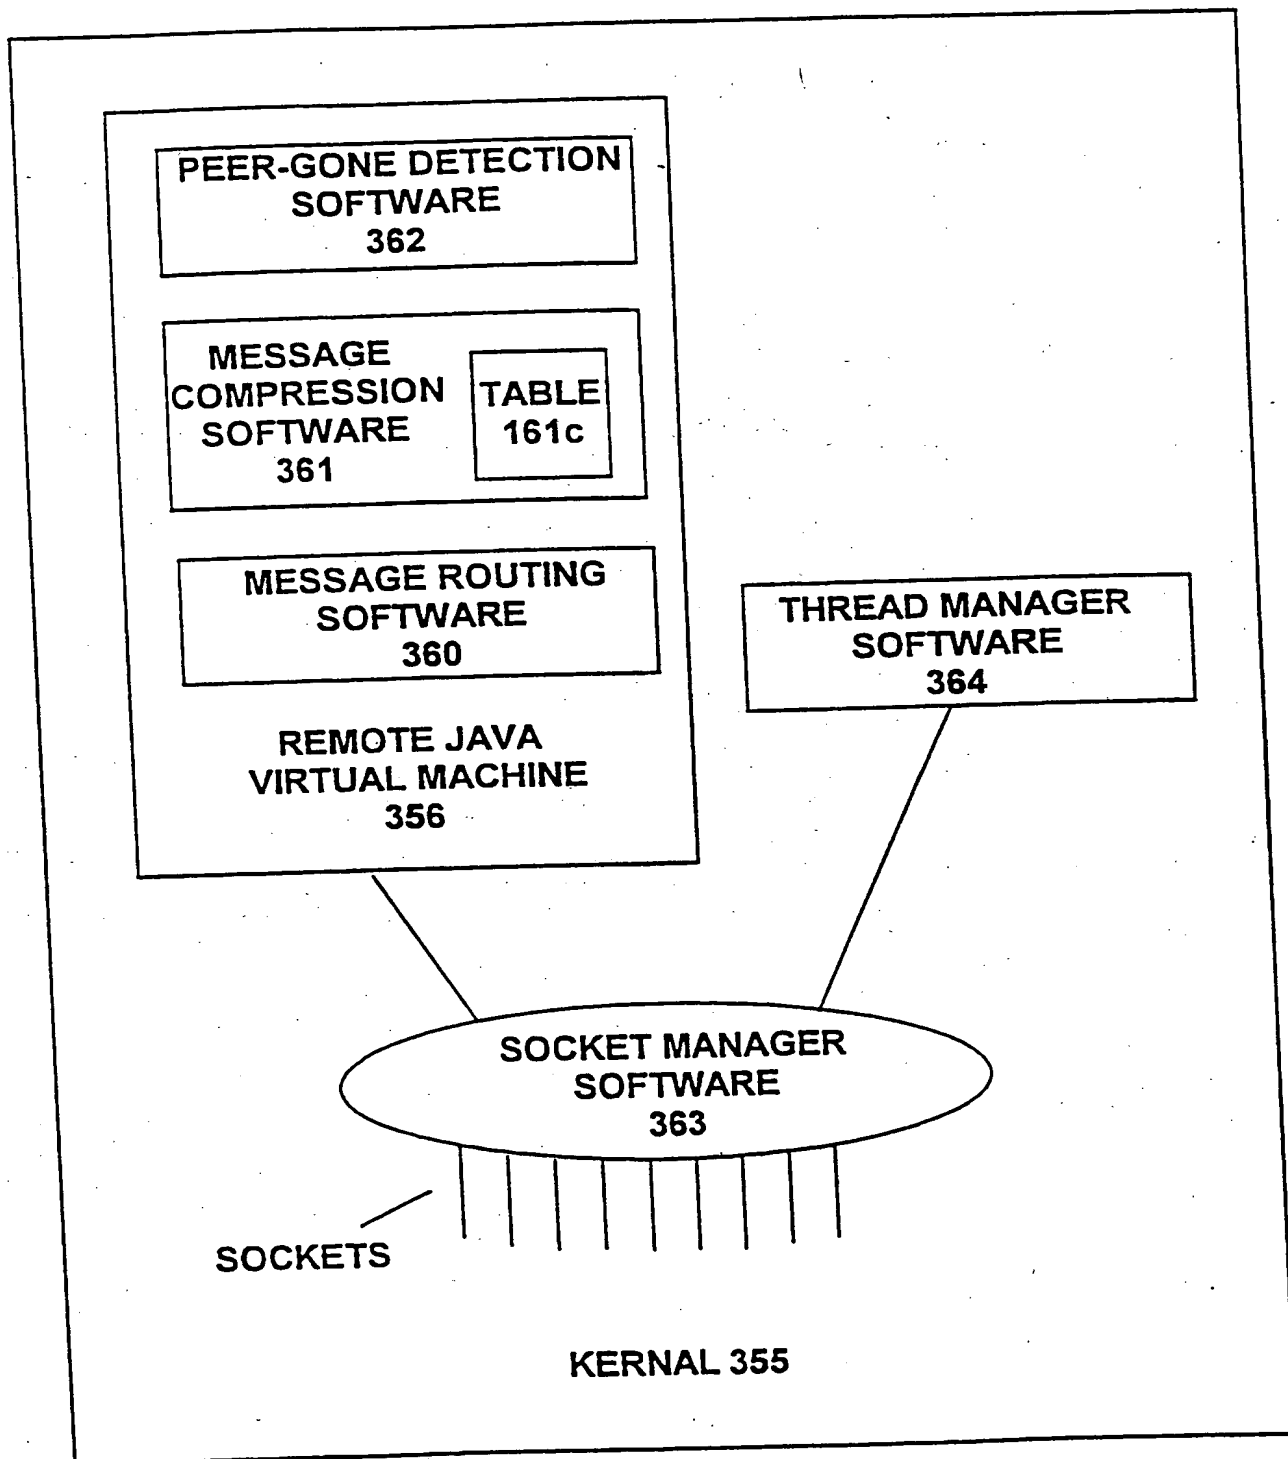 PEER-GONE DETECTION
SOFTWARE
362
MESSAGE
COMPRESSION
SOFTWARE
361
TABLE
161c
MESSAGE ROUTING
SOFTWARE
360
REMOTE JAVA
VIRTUAL MACHINE
356
THREAD MANAGER
SOFTWARE
364
SOCKET MANAGER
SOFTWARE
363
SOCKETS
KERNAL 355